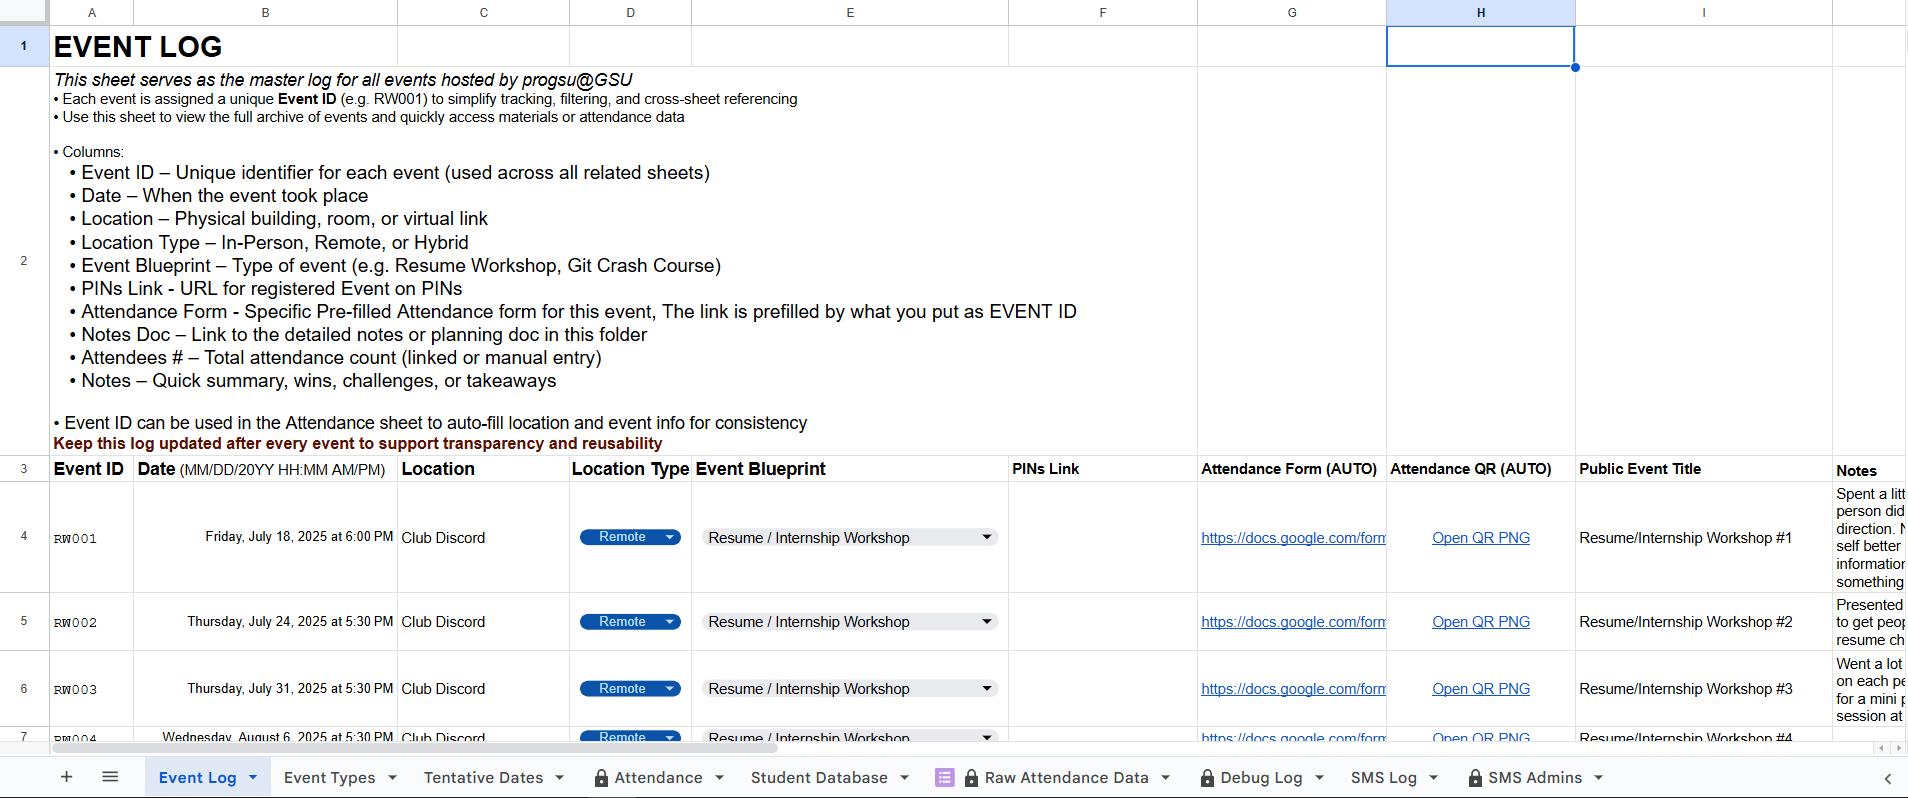 A B C D E F G H I
1 EVENT LOG
This sheet serves as the master log for all events hosted by progsu@GSU
• Each event is assigned a unique Event ID (e.g. RW001) to simplify tracking, filtering, and cross-sheet referencing
• Use this sheet to view the full archive of events and quickly access materials or attendance data
• Columns:
• Event ID – Unique identifier for each event (used across all related sheets)
• Date – When the event took place
• Location – Physical building, room, or virtual link
• Location Type – In-Person, Remote, or Hybrid
2
• Event Blueprint – Type of event (e.g. Resume Workshop, Git Crash Course)
• PINs Link - URL for registered Event on PINs
• Attendance Form - Specific Pre-filled Attendance form for this event, The link is prefilled by what you put as EVENT ID
• Notes Doc – Link to the detailed notes or planning doc in this folder
• Attendees # – Total attendance count (linked or manual entry)
• Notes – Quick summary, wins, challenges, or takeaways
• Event ID can be used in the Attendance sheet to auto-fill location and event info for consistency
Keep this log updated after every event to support transparency and reusability
3 Event ID Date (MM/DD/20YY HH:MM AM/PM) Location Location Type Event Blueprint PINs Link Attendance Form (AUTO) Attendance QR (AUTO) Public Event Title Notes
4 RW001 Friday, July 18, 2025 at 6:00 PM Club Discord Remote Resume / Internship Workshop https://docs.google.com/form Open QR PNG Resume/Internship Workshop #1
Spent a litt
person did
direction. N
self better
information
something
5 RW002 Thursday, July 24, 2025 at 5:30 PM Club Discord Remote Resume / Internship Workshop https://docs.google.com/form Open QR PNG Resume/Internship Workshop #2
Presented
to get peop
resume ch
6 RW003 Thursday, July 31, 2025 at 5:30 PM Club Discord Remote Resume / Internship Workshop https://docs.google.com/form Open QR PNG Resume/Internship Workshop #3
Went a lot
on each pe
for a mini p
session at
7 RW004 Wednesday, August 6, 2025 at 5:30 PM Club Discord Remote Resume / Internship Workshop https://docs.google.com/form Open QR PNG Resume/Internship Workshop #4
Event Log Event Types Tentative Dates Attendance Student Database Raw Attendance Data Debug Log SMS Log SMS Admins